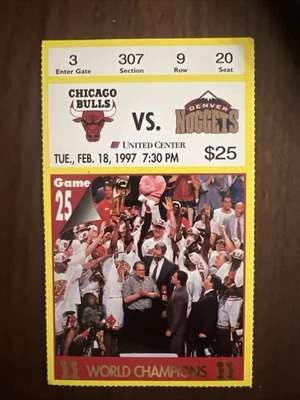 3 307 9 20
Enter Gate Section Row Seat
CHICAGO
BULLS
VS.
DENVER
NUGGETS
UNITED CENTER
TUE., FEB. 18, 1997 7:30 PM
$25
Game
25
WORLD CHAMPIONS